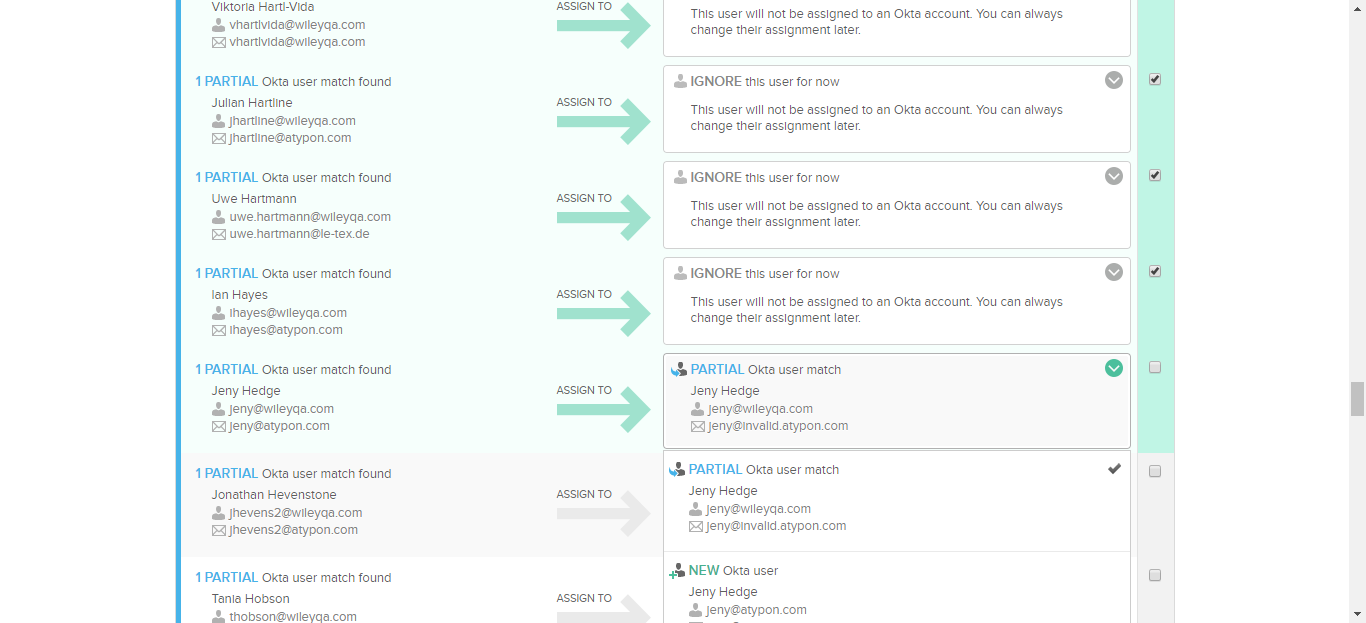 Viktoria Hartl-Vida
vhartlvida@wileyqa.com
vhartlvida@wileyqa.com
ASSIGN TO
This user will not be assigned to an Okta account. You can always
change their assignment later.
1 PARTIAL Okta user match found
Julian Hartline
jhartline@wileyqa.com
jhartline@atypon.com
ASSIGN TO
IGNORE this user for now
This user will not be assigned to an Okta account. You can always
change their assignment later.
1 PARTIAL Okta user match found
Uwe Hartmann
uwe.hartmann@wileyqa.com
uwe.hartmann@le-tex.de
ASSIGN TO
IGNORE this user for now
This user will not be assigned to an Okta account. You can always
change their assignment later.
1 PARTIAL Okta user match found
Ian Hayes
ihayes@wileyqa.com
ihayes@atypon.com
ASSIGN TO
IGNORE this user for now
This user will not be assigned to an Okta account. You can always
change their assignment later.
1 PARTIAL Okta user match found
Jeny Hedge
jeny@wileyqa.com
jeny@atypon.com
ASSIGN TO
PARTIAL Okta user match
Jeny Hedge
jeny@wileyqa.com
jeny@invalid.atypon.com
1 PARTIAL Okta user match found
Jonathan Hevenstone
jhevens2@wileyqa.com
jhevens2@atypon.com
ASSIGN TO
PARTIAL Okta user match
Jeny Hedge
jeny@wileyqa.com
jeny@invalid.atypon.com
1 PARTIAL Okta user match found
Tania Hobson
thobson@wileyqa.com
ASSIGN TO
NEW Okta user
Jeny Hedge
jeny@atypon.com